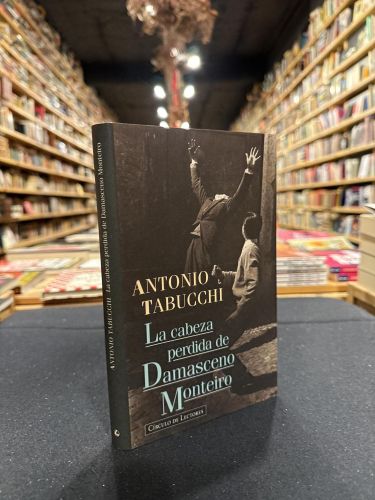 ANTONIO TABUCCHI La cabeza perdida de Damasceno Monteiro
ANTONIO
TABUCCHI
La cabeza
perdida de
Damasceno
Monteiro
CÍRCULO DE LECTORES